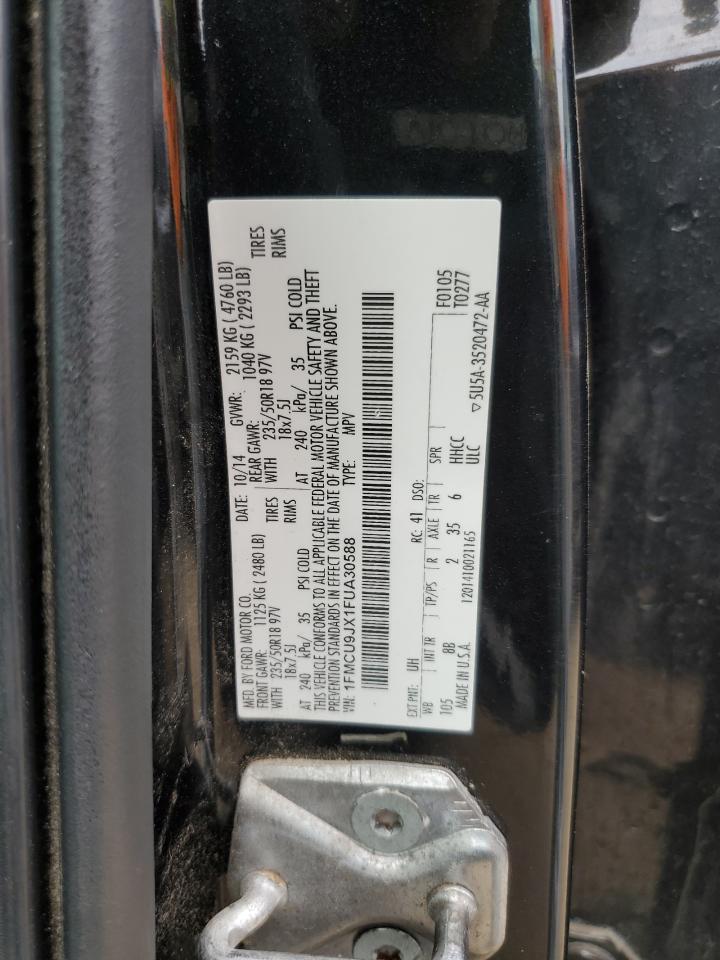 MFD. BY FORD MOTOR CO. DATE: 10/14 GVWR: 2159 KG ( 4760 LB)
FRONT GAWR: 1125 KG ( 2480 LB) REAR GAWR: 1040 KG ( 2293 LB)
WITH 235/50R18 97V TIRES WITH 235/50R18 97V TIRES
18x7.5J RIMS 18x7.5J RIMS
AT 240 kPa/ 35 PSI COLD AT 240 kPa/ 35 PSI COLD
THIS VEHICLE CONFORMS TO ALL APPLICABLE FEDERAL MOTOR VEHICLE SAFETY AND THEFT
PREVENTION STANDARDS IN EFFECT ON THE DATE OF MANUFACTURE SHOWN ABOVE.
VIN: 1FMCU9JX1FUA30588 TYPE: MPV
EXT PNT: UH RC: 41 DSO: F0105
WB INT TR TP/PS R AXLE TR SPR T0277
105 8B 2 35 6 HHCC
ULC
MADE IN U.S.A. 1201410021165 ▽5U5A-3520472-AA